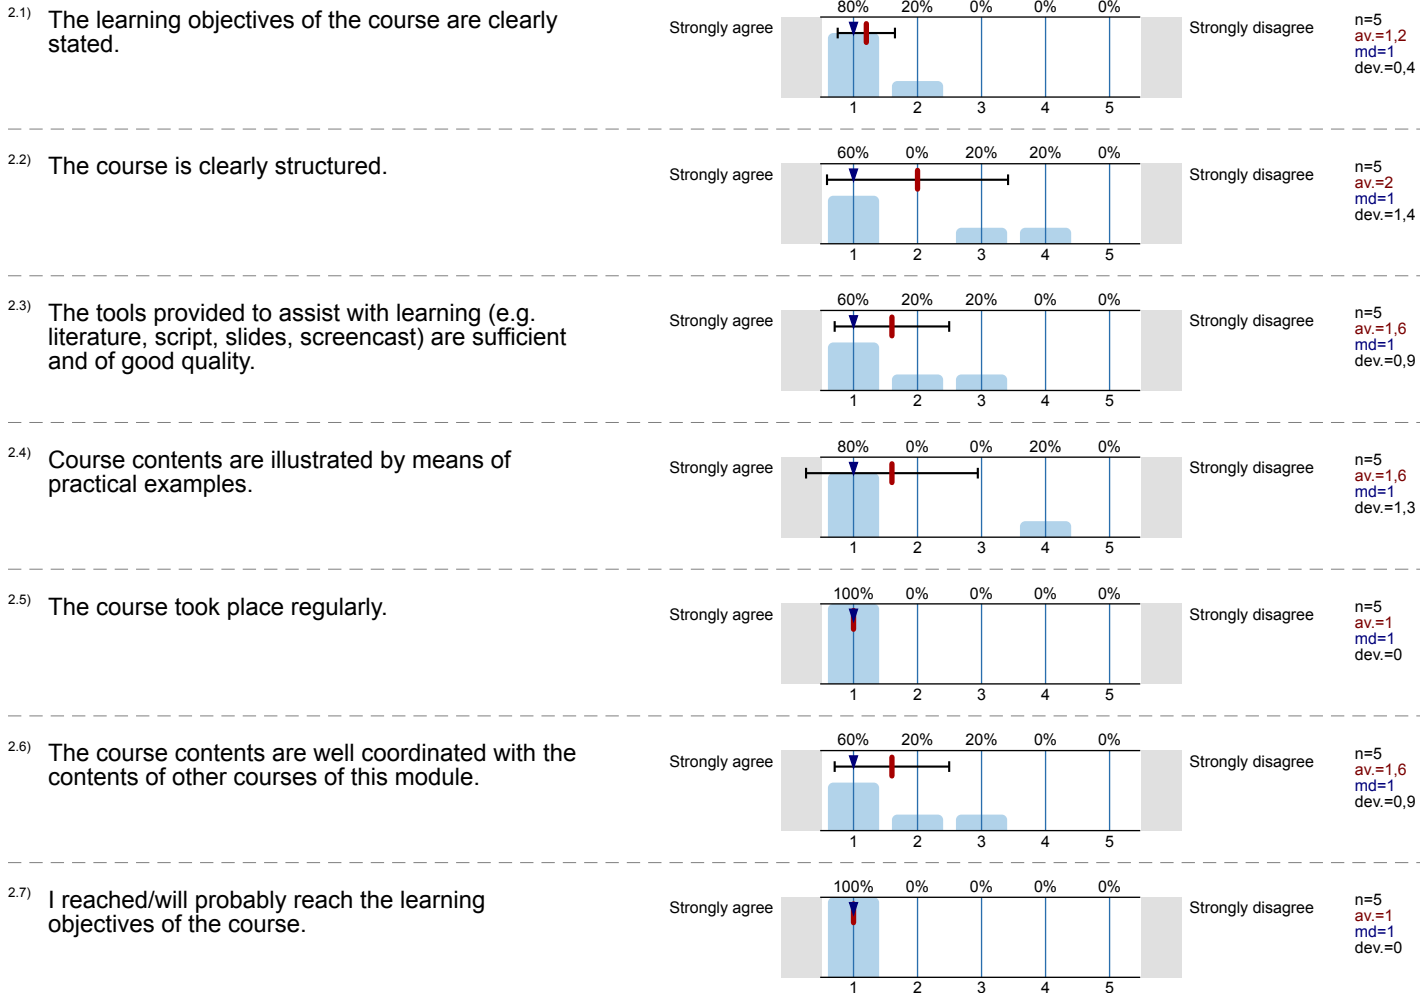 2.1) The learning objectives of the course are clearly
stated.
Strongly agree
80% 20% 0% 0% 0%
1 2 3 4 5
Strongly disagree
n=5
av.=1,2
md=1
dev.=0,4
2.2) The course is clearly structured.
Strongly agree
60% 0% 20% 20% 0%
1 2 3 4 5
Strongly disagree
n=5
av.=2
md=1
dev.=1,4
2.3) The tools provided to assist with learning (e.g.
literature, script, slides, screencast) are sufficient
and of good quality.
Strongly agree
60% 20% 20% 0% 0%
1 2 3 4 5
Strongly disagree
n=5
av.=1,6
md=1
dev.=0,9
2.4) Course contents are illustrated by means of
practical examples.
Strongly agree
80% 0% 0% 20% 0%
1 2 3 4 5
Strongly disagree
n=5
av.=1,6
md=1
dev.=1,3
2.5) The course took place regularly.
Strongly agree
100% 0% 0% 0% 0%
1 2 3 4 5
Strongly disagree
n=5
av.=1
md=1
dev.=0
2.6) The course contents are well coordinated with the
contents of other courses of this module.
Strongly agree
60% 20% 20% 0% 0%
1 2 3 4 5
Strongly disagree
n=5
av.=1,6
md=1
dev.=0,9
2.7) I reached/will probably reach the learning
objectives of the course.
Strongly agree
100% 0% 0% 0% 0%
1 2 3 4 5
Strongly disagree
n=5
av.=1
md=1
dev.=0